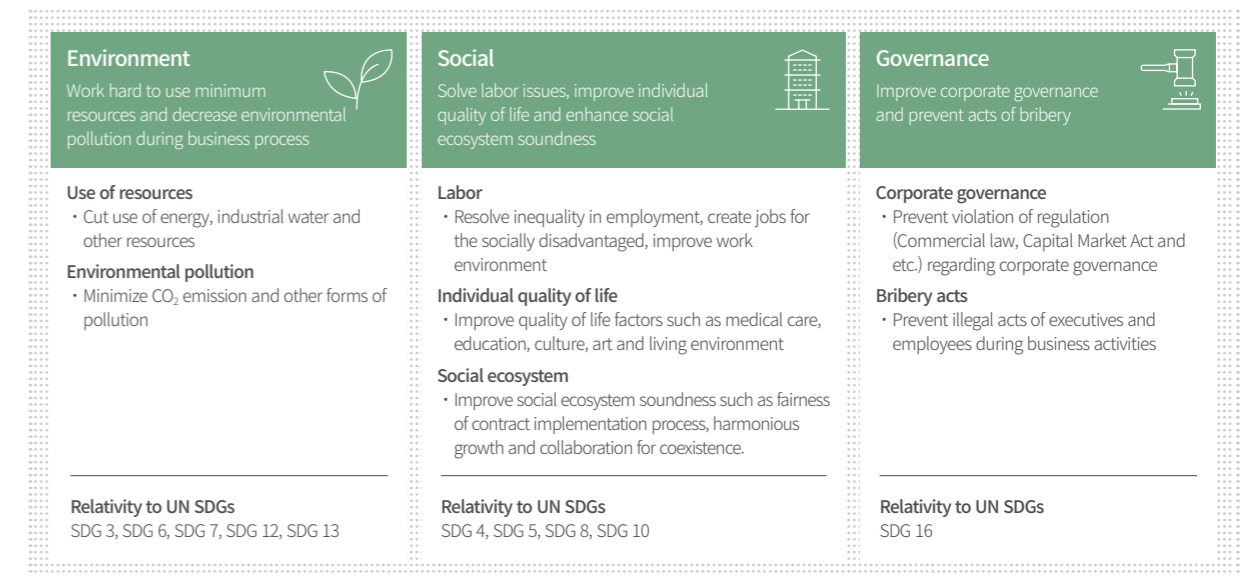 Environment
Work hard to use minimum
resources and decrease environmental
pollution during business process
Use of resources
・Cut use of energy, industrial water and
other resources
Environmental pollution
・Minimize CO₂ emission and other forms of
pollution
Relativity to UN SDGs
SDG 3, SDG 6, SDG 7, SDG 12, SDG 13
Social
Solve labor issues, improve individual
quality of life and enhance social
ecosystem soundness
Labor
・Resolve inequality in employment, create jobs for
the socially disadvantaged, improve work
environment
Individual quality of life
・Improve quality of life factors such as medical care,
education, culture, art and living environment
Social ecosystem
・Improve social ecosystem soundness such as fairness
of contract implementation process, harmonious
growth and collaboration for coexistence.
Relativity to UN SDGs
SDG 4, SDG 5, SDG 8, SDG 10
Governance
Improve corporate governance
and prevent acts of bribery
Corporate governance
・Prevent violation of regulation
(Commercial law, Capital Market Act and
etc.) regarding corporate governance
Bribery acts
・Prevent illegal acts of executives and
employees during business activities
Relativity to UN SDGs
SDG 16